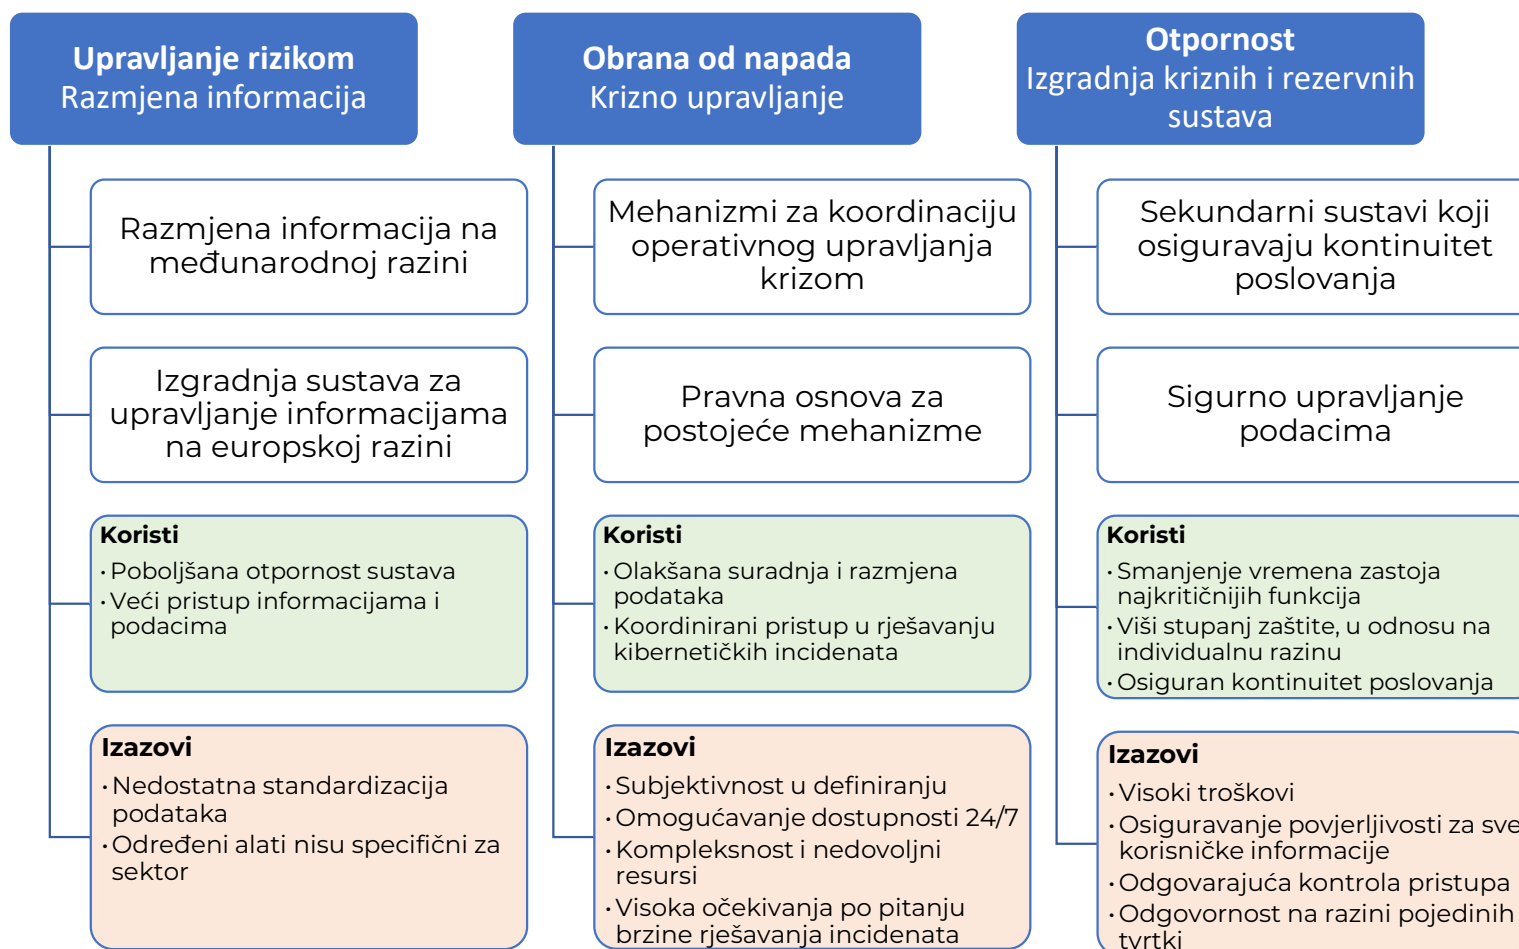 Upravljanje rizikom
Razmjena informacija
Razmjena informacija na
međunarodnoj razini
Izgradnja sustava za
upravljanje informacijama
na europskoj razini
Koristi
· Poboljšana otpornost sustava
· Veći pristup informacijama i
podacima
Izazovi
· Nedostatna standardizacija
podataka
· Određeni alati nisu specifični za
sektor
Obrana od napada
Krizno upravljanje
Mehanizmi za koordinaciju
operativnog upravljanja
krizom
Pravna osnova za
postojeće mehanizme
Koristi
· Olakšana suradnja i razmjena
podataka
· Koordinirani pristup u rješavanju
kibernetičkih incidenata
Izazovi
· Subjektivnost u definiranju
· Omogućavanje dostupnosti 24/7
· Kompleksnost i nedovoljni
resursi
· Visoka očekivanja po pitanju
brzine rješavanja incidenata
Otpornost
Izgradnja kriznih i rezervnih
sustava
Sekundarni sustavi koji
osiguravaju kontinuitet
poslovanja
Sigurno upravljanje
podacima
Koristi
· Smanjenje vremena zastoja
najkritičnijih funkcija
· Viši stupanj zaštite, u odnosu na
individualnu razinu
· Osiguran kontinuitet poslovanja
Izazovi
· Visoki troškovi
· Osiguravanje povjerljivosti za sve
korisničke informacije
· Odgovarajuća kontrola pristupa
· Odgovornost na razini pojedinih
tvrtki